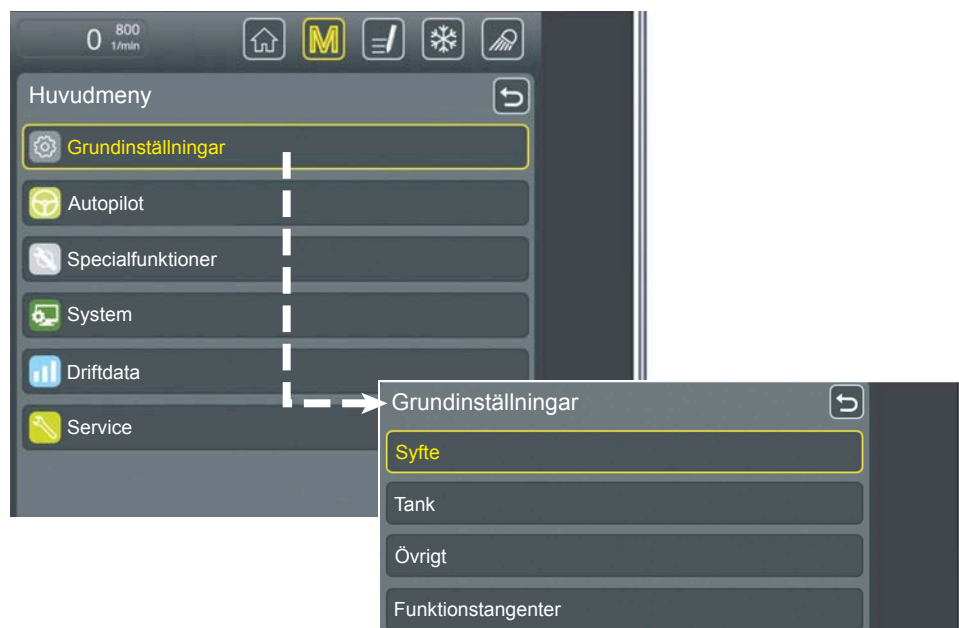 0 800
1/min
M
Huvudmeny
Grundinställningar
Autopilot
Specialfunktioner
System
Driftdata
Service
Grundinställningar
Syfte
Tank
Övrigt
Funktionstangenter